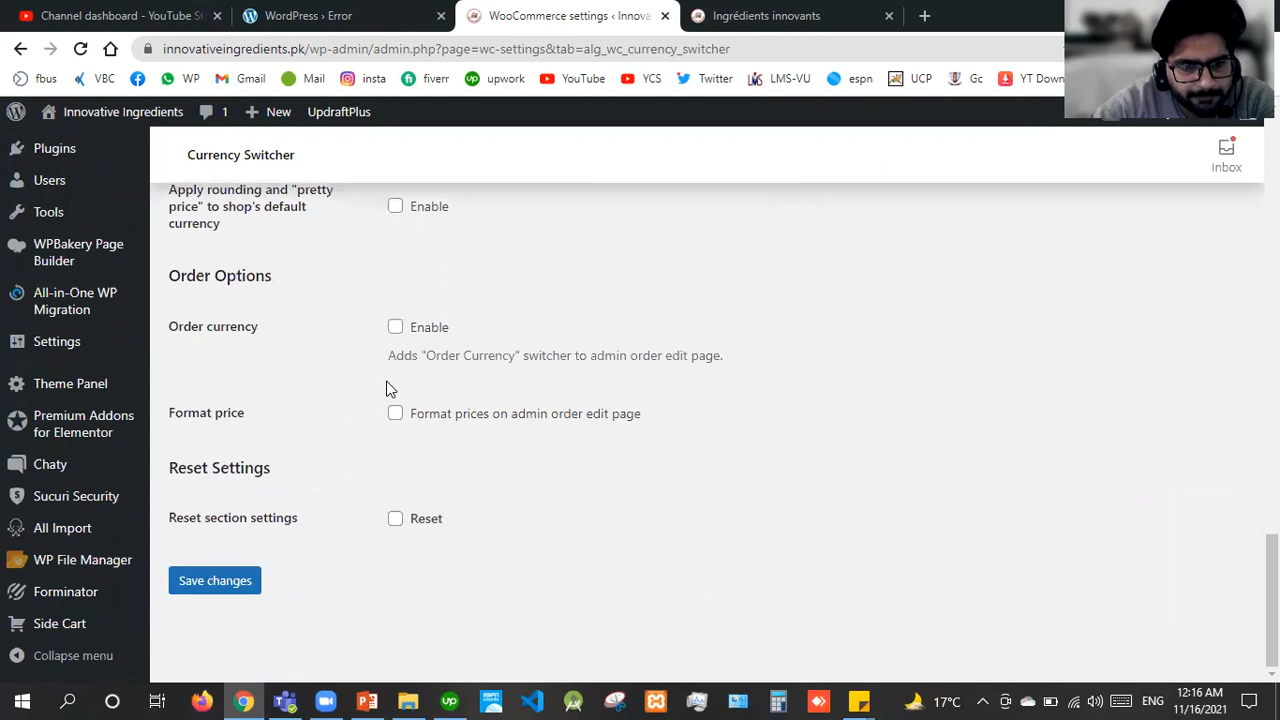 Channel dashboard - YouTube St
WordPress › Error
WooCommerce settings ‹ Innova
Ingrédients innovants
innovativeingredients.pk/wp-admin/admin.php?page=wc-settings&tab=alg_wc_currency_switcher
fbus
VBC
WP
Gmail
Mail
insta
fiverr
upwork
YouTube
YCS
Twitter
LMS-VU
espn
UCP
Gc
YT Down
Innovative Ingredients
1
New
UpdraftPlus
Plugins
Users
Tools
WPBakery Page
Builder
All-in-One WP
Migration
Settings
Theme Panel
Premium Addons
for Elementor
Chaty
Sucuri Security
All Import
WP File Manager
Forminator
Side Cart
Collapse menu
Currency Switcher
Inbox
Apply rounding and "pretty
price" to shop's default
currency
Enable
Order Options
Order currency
Enable
Adds "Order Currency" switcher to admin order edit page.
Format price
Format prices on admin order edit page
Reset Settings
Reset section settings
Reset
Save changes
17°C
ENG
12:16 AM
11/16/2021